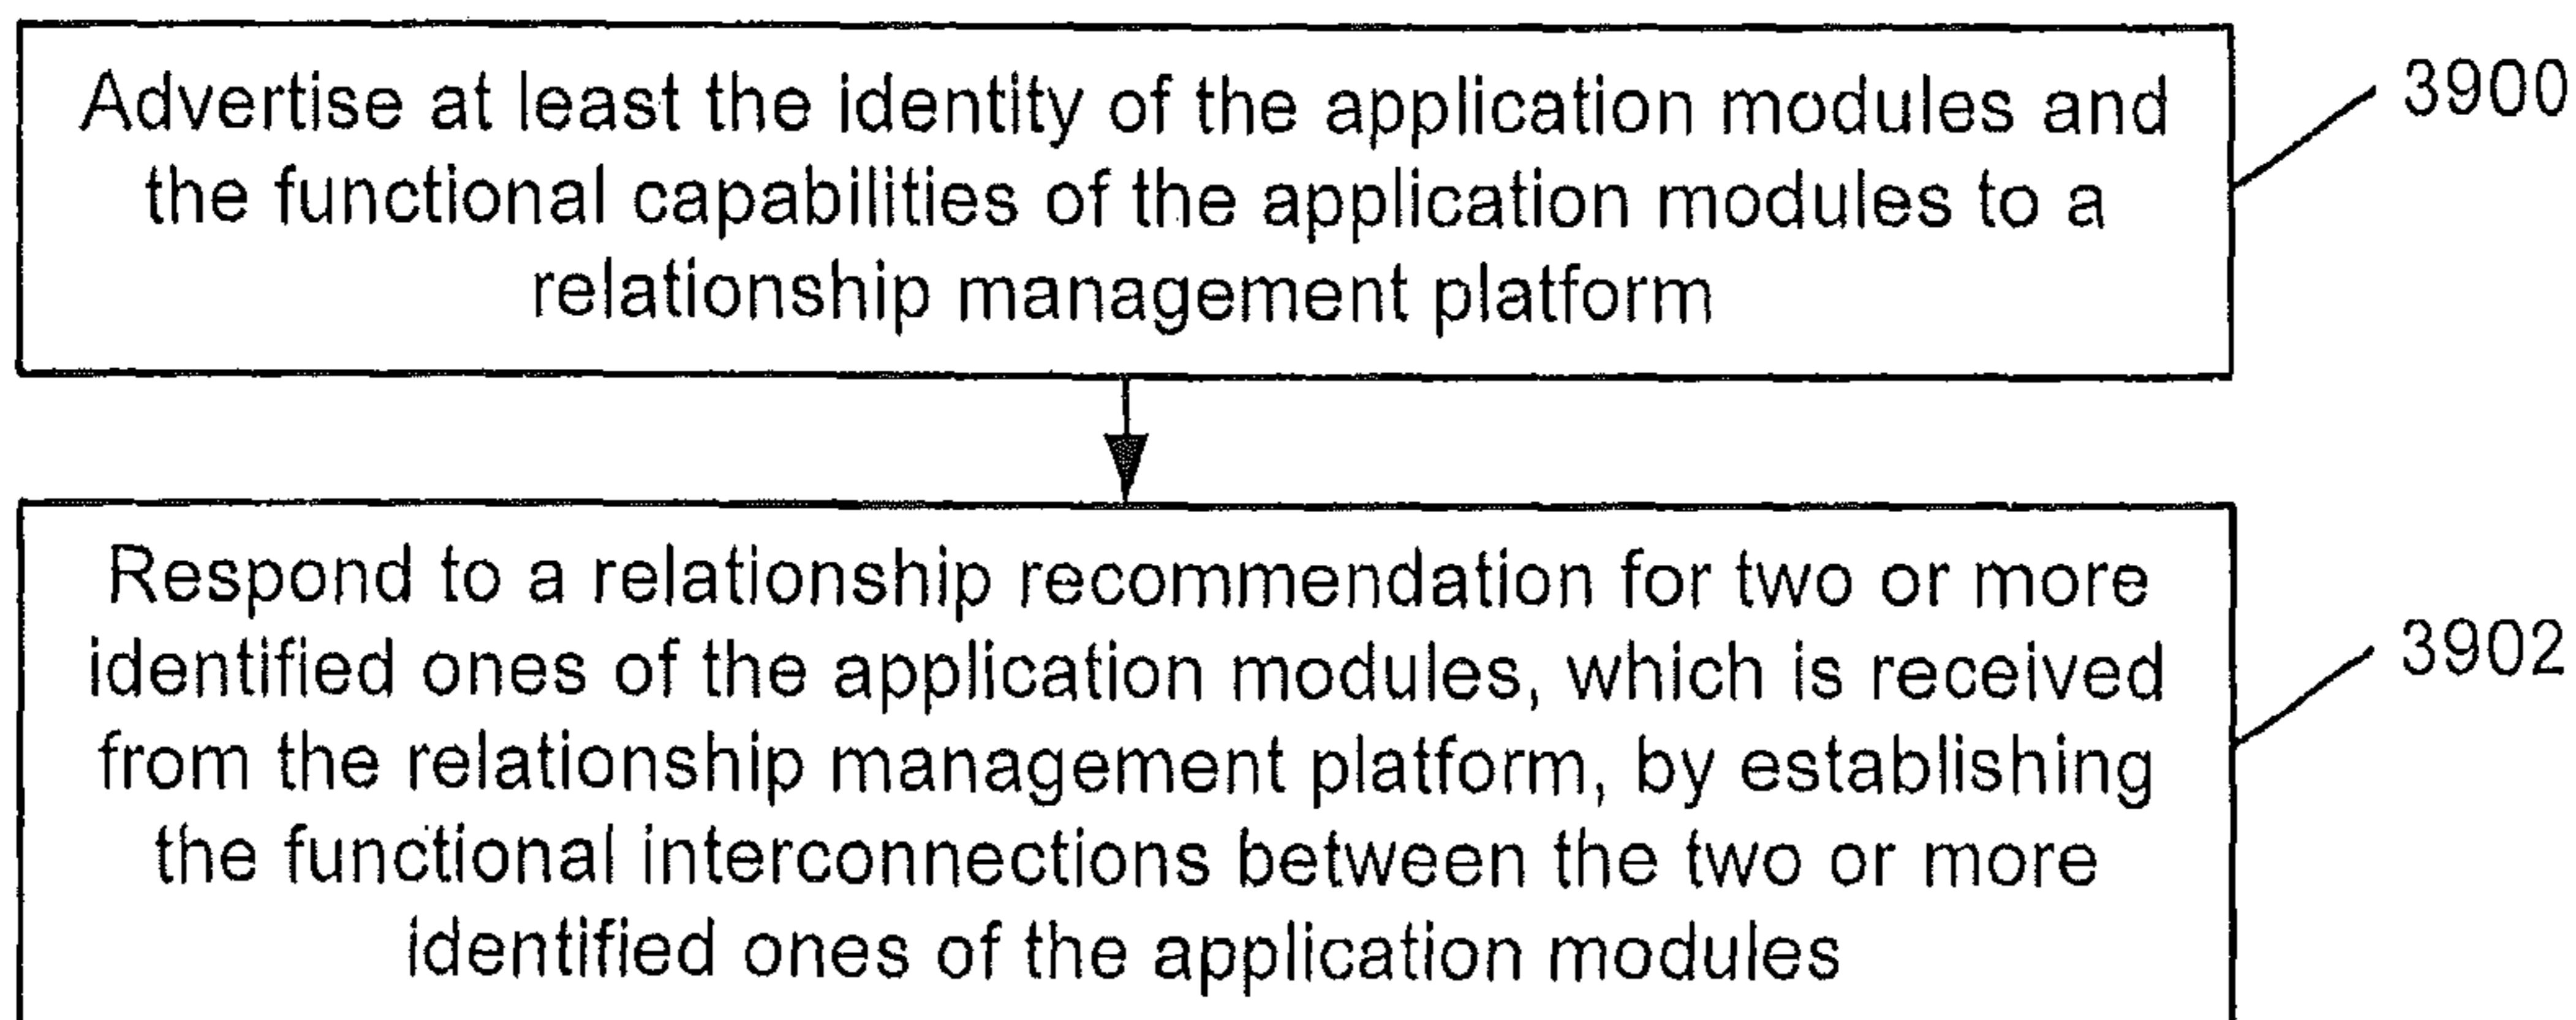 Advertise at least the identity of the application modules and
the functional capabilities of the application modules to a
relationship management platform
3900
Respond to a relationship recommendation for two or more
identified ones of the application modules, which is received
from the relationship management platform, by establishing
the functional interconnections between the two or more
identified ones of the application modules
3902